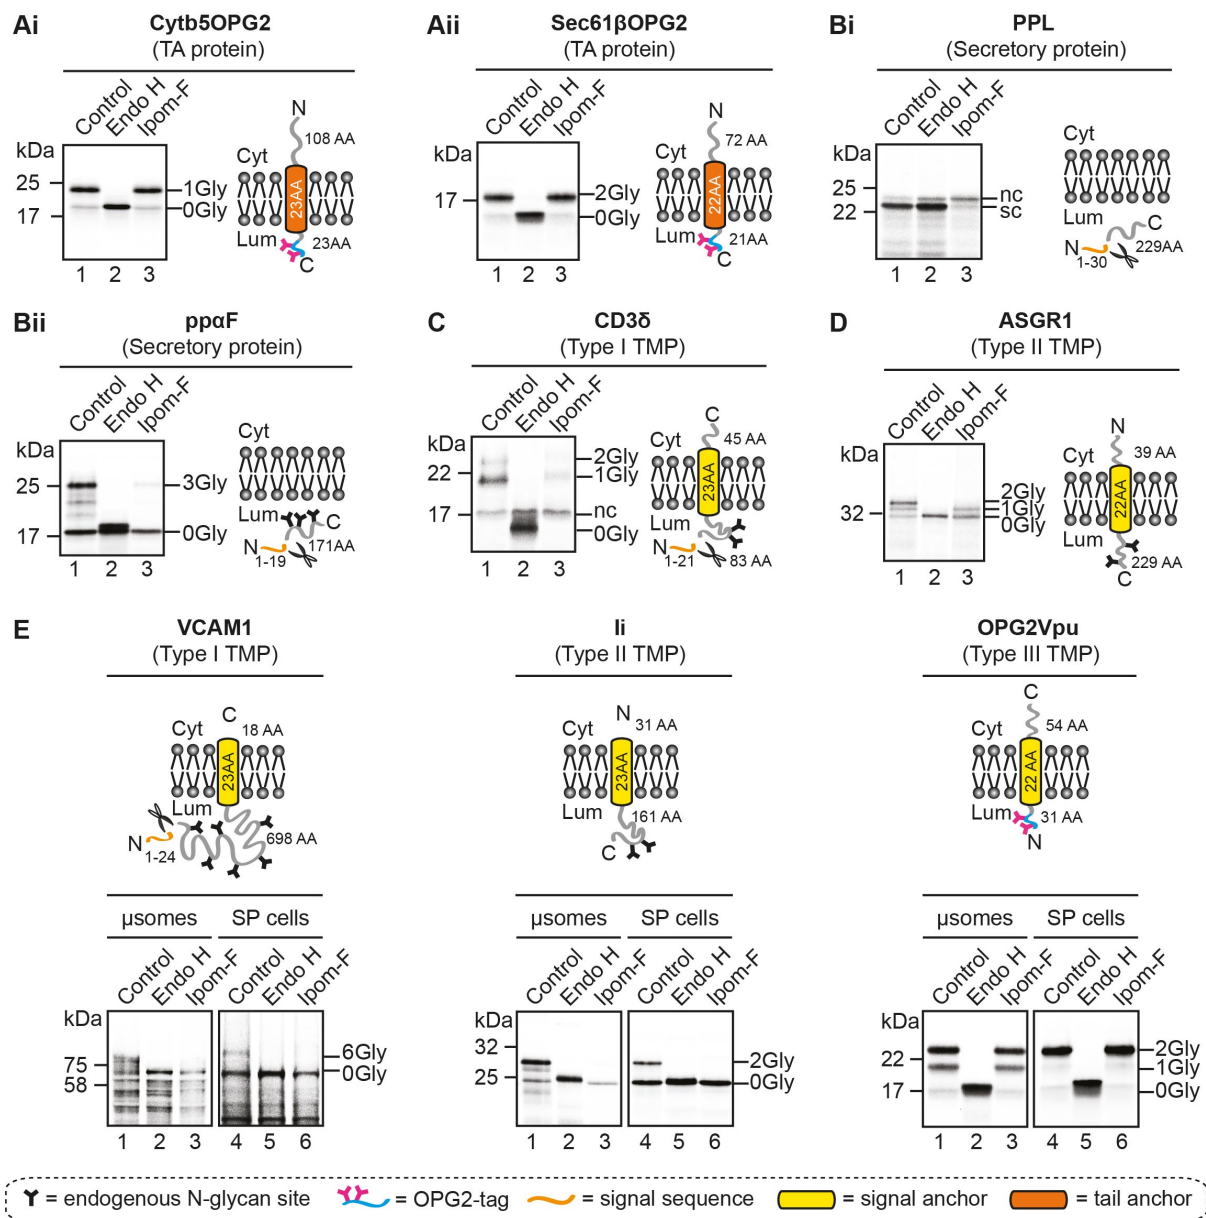 Ai
Cytb5OPG2
(TA protein)
Control
Endo H
Ipom-F
kDa
25
17
1Gly
0Gly
1 2 3
N
108 AA
Cyt
23AA
Lum
23AA
C
Aii
Sec61βOPG2
(TA protein)
Control
Endo H
Ipom-F
kDa
17
2Gly
0Gly
1 2 3
N
72 AA
Cyt
22AA
Lum
21AA
C
Bi
PPL
(Secretory protein)
Control
Endo H
Ipom-F
kDa
25
22
nc
sc
1 2 3
Cyt
Lum
C
N
1-30
229AA
Bii
ppαF
(Secretory protein)
Control
Endo H
Ipom-F
kDa
25
17
3Gly
0Gly
1 2 3
Cyt
Lum
C
N
1-19
171AA
C
CD3δ
(Type I TMP)
Control
Endo H
Ipom-F
kDa
22
17
2Gly
1Gly
nc
0Gly
1 2 3
C
45 AA
Cyt
23AA
Lum
N
1-21
83 AA
D
ASGR1
(Type II TMP)
Control
Endo H
Ipom-F
kDa
32
2Gly
1Gly
0Gly
1 2 3
N
39 AA
Cyt
22AA
Lum
229 AA
C
E
VCAM1
(Type I TMP)
C
18 AA
Cyt
23AA
Lum
N
1-24
698 AA
µsomes SP cells
Control
Endo H
Ipom-F
Control
Endo H
Ipom-F
kDa
75
58
6Gly
0Gly
1 2 3 4 5 6
Ii
(Type II TMP)
N
31 AA
Cyt
23AA
Lum
161 AA
C
µsomes SP cells
Control
Endo H
Ipom-F
Control
Endo H
Ipom-F
kDa
32
25
2Gly
0Gly
1 2 3 4 5 6
OPG2Vpu
(Type III TMP)
C
54 AA
Cyt
22 AA
Lum
31 AA
N
µsomes SP cells
Control
Endo H
Ipom-F
Control
Endo H
Ipom-F
kDa
22
17
2Gly
1Gly
0Gly
1 2 3 4 5 6
= endogenous N-glycan site = OPG2-tag = signal sequence = signal anchor = tail anchor